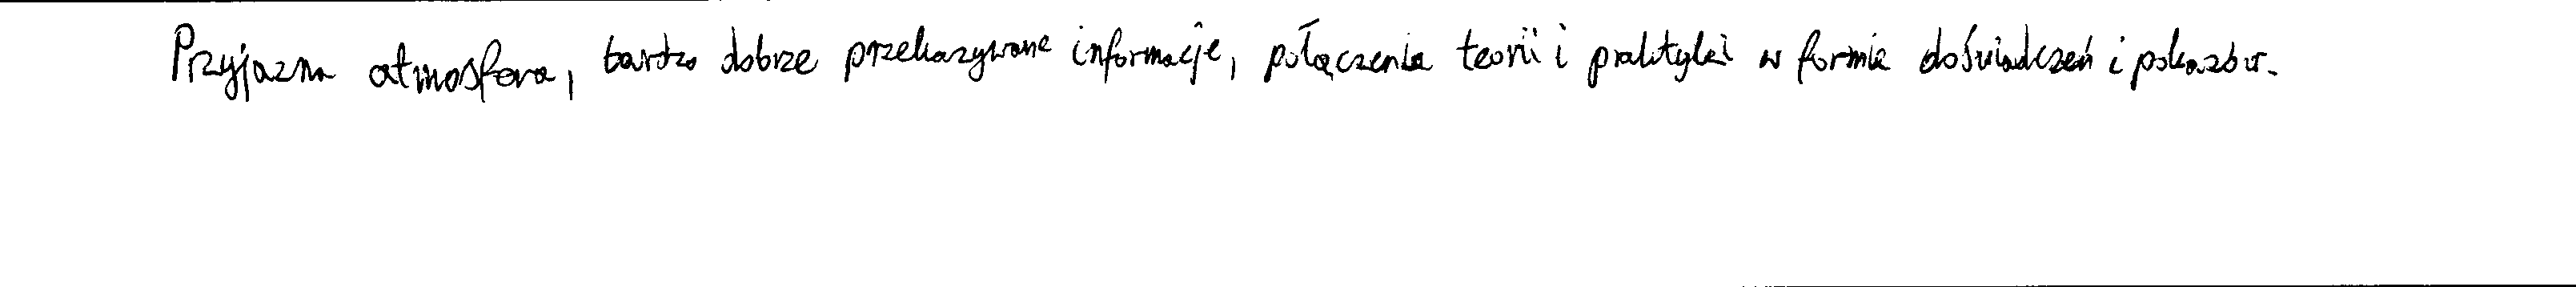 Przyjazna atmosfera, bardzo dobrze przekazywane informacje, połączenie teorii i praktyki w formie doświadczeń i pokazów.